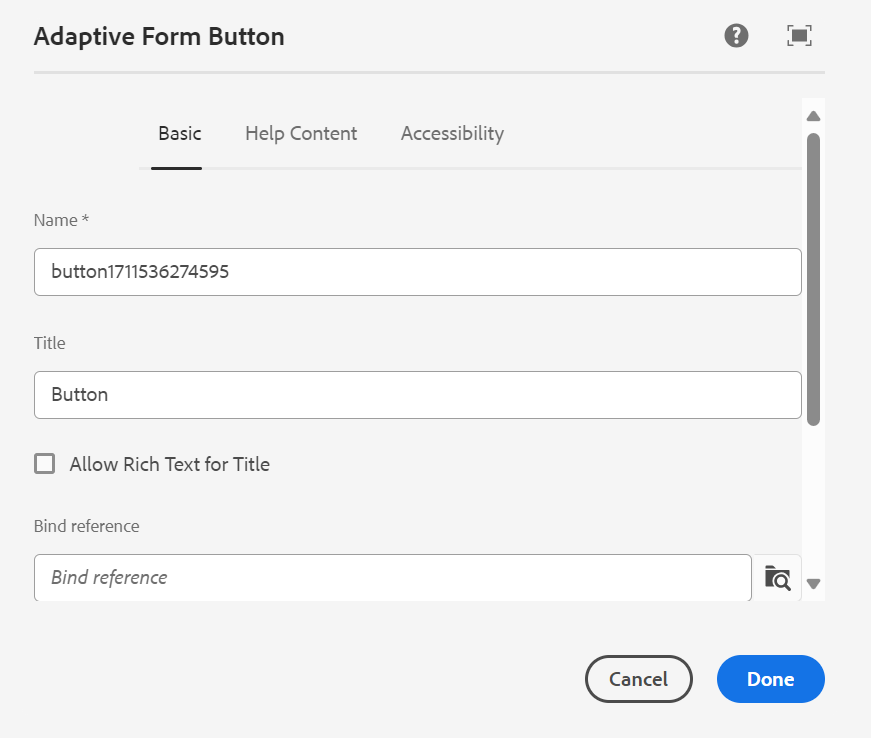 Adaptive Form Button
Basic Help Content Accessibility
Name *
button1711536274595
Title
Button
Allow Rich Text for Title
Bind reference
Bind reference
Cancel Done